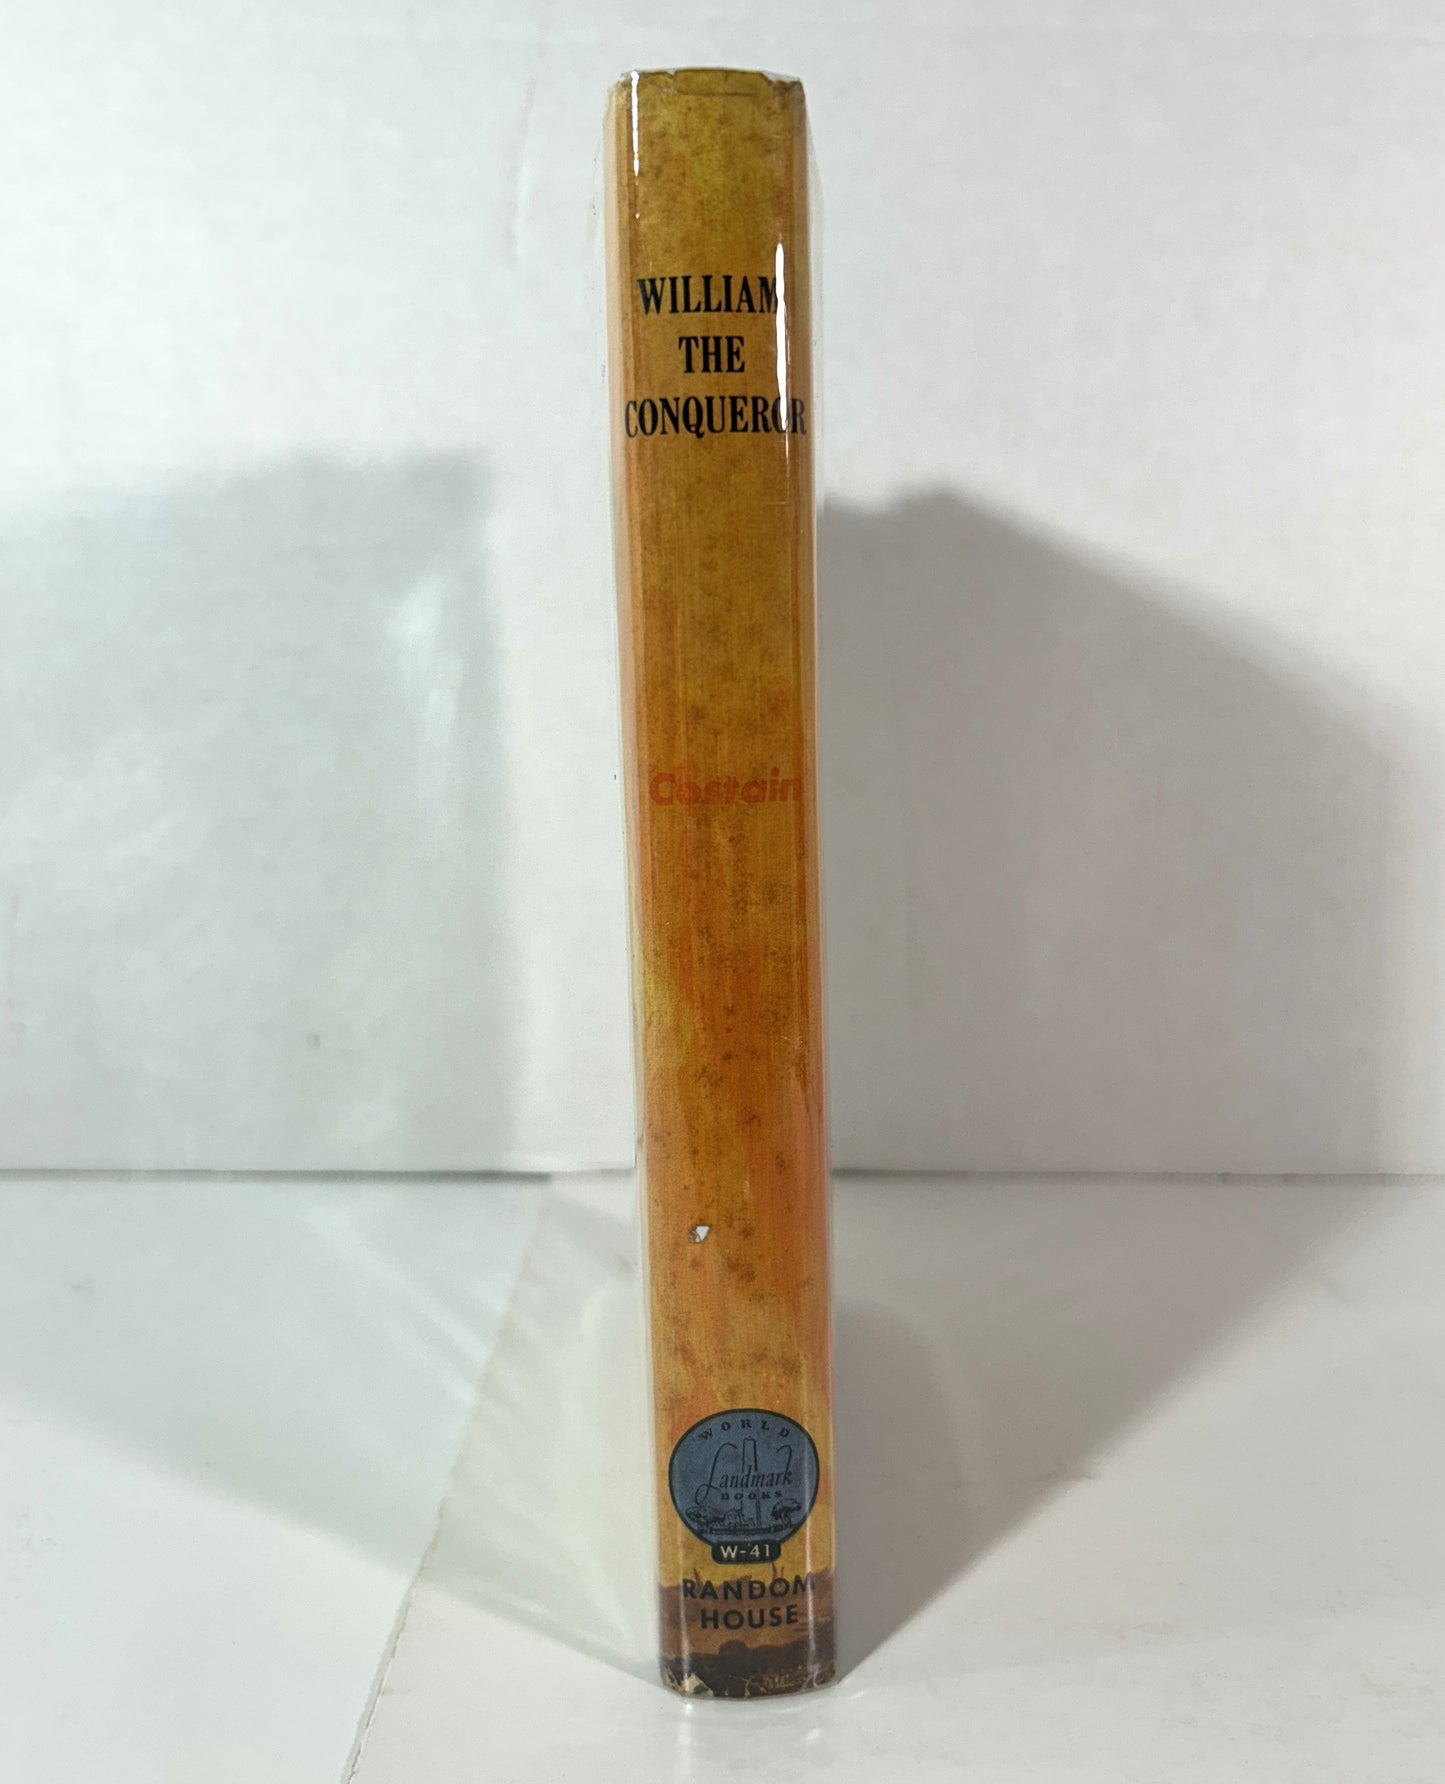 WILLIAM
THE
CONQUEROR
Costain
WORLD
Landmark
BOOKS
W-41
RANDOM
HOUSE